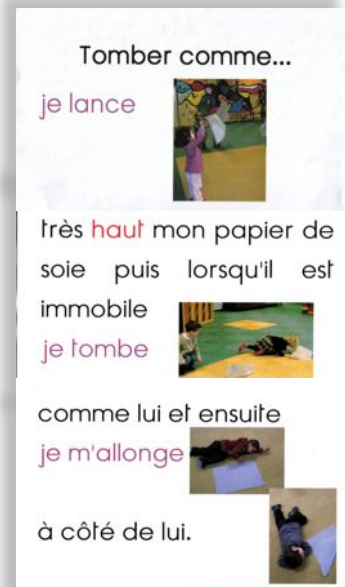 Tomber comme...
je lance
très haut mon papier de
soie puis lorsqu'il est
immobile
je tombe
comme lui et ensuite
je m'allonge
à côté de lui.